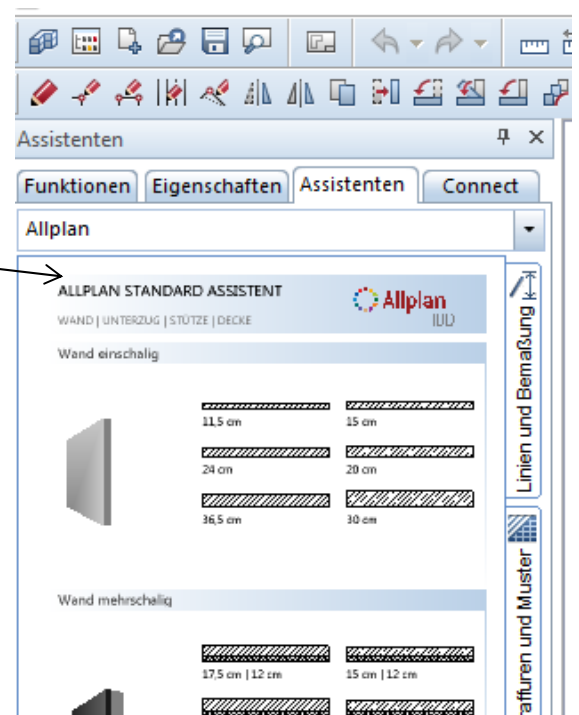 Assistenten
Funktionen
Eigenschaften
Assistenten
Connect
Allplan
ALLPLAN STANDARD ASSISTENT
WAND | UNTERZUG | STÜTZE | DECKE
Allplan
Wand einschalig
11,5 cm
15 cm
24 cm
20 cm
36,5 cm
30 cm
Wand mehrschalig
17,5 cm | 12 cm
15 cm | 12 cm
Linien und Bemaßung
raffuren und Muster